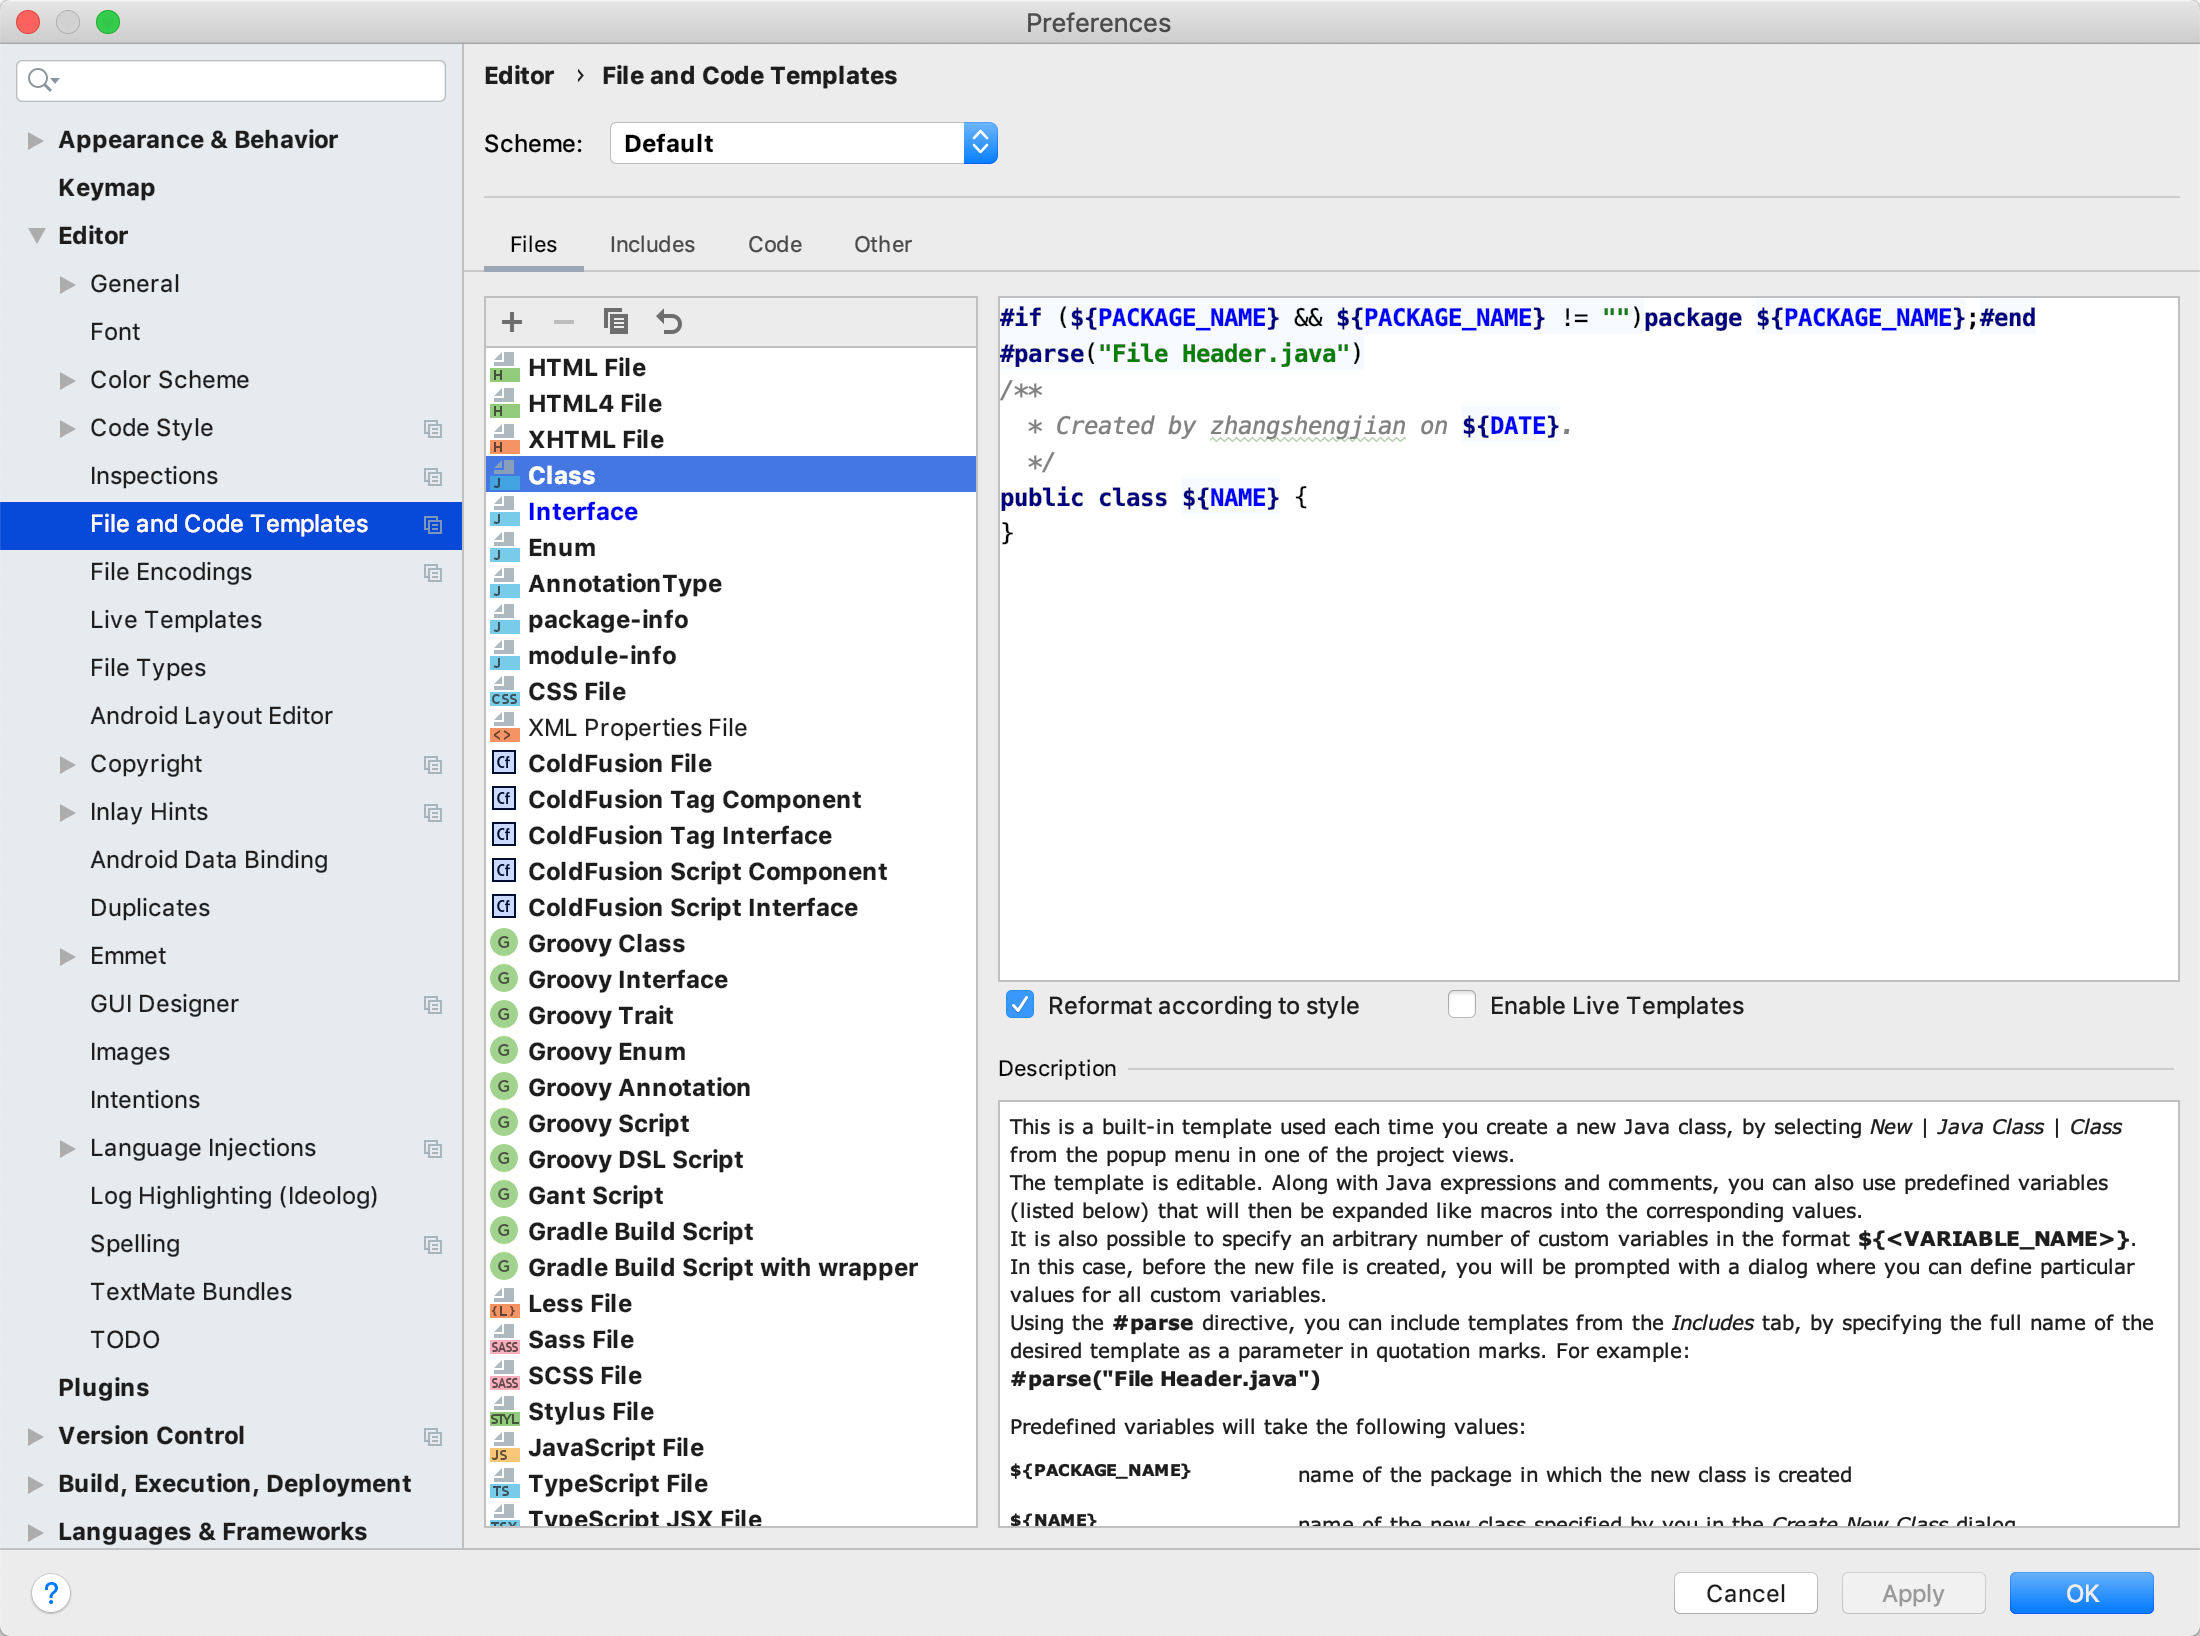 Preferences
Appearance & Behavior
Keymap
Editor
General
Font
Color Scheme
Code Style
Inspections
File and Code Templates
File Encodings
Live Templates
File Types
Android Layout Editor
Copyright
Inlay Hints
Android Data Binding
Duplicates
Emmet
GUI Designer
Images
Intentions
Language Injections
Log Highlighting (Ideolog)
Spelling
TextMate Bundles
TODO
Plugins
Version Control
Build, Execution, Deployment
Languages & Frameworks
Editor › File and Code Templates
Scheme: Default
Files Includes Code Other
H HTML File
H HTML4 File
H XHTML File
J Class
J Interface
J Enum
J AnnotationType
J package-info
J module-info
CSS CSS File
<> XML Properties File
Cf ColdFusion File
Cf ColdFusion Tag Component
Cf ColdFusion Tag Interface
Cf ColdFusion Script Component
Cf ColdFusion Script Interface
G Groovy Class
G Groovy Interface
G Groovy Trait
G Groovy Enum
G Groovy Annotation
G Groovy Script
G Groovy DSL Script
G Gant Script
G Gradle Build Script
G Gradle Build Script with wrapper
{L} Less File
SASS Sass File
SASS SCSS File
STYL Stylus File
JS JavaScript File
TS TypeScript File
TSX TypeScript JSX File
#if (${PACKAGE_NAME} && ${PACKAGE_NAME} != "")package ${PACKAGE_NAME};#end
#parse("File Header.java")
/**
* Created by zhangshengjian on ${DATE}.
*/
public class ${NAME} {
}
Reformat according to style Enable Live Templates
Description
This is a built-in template used each time you create a new Java class, by selecting New | Java Class | Class
from the popup menu in one of the project views.
The template is editable. Along with Java expressions and comments, you can also use predefined variables
(listed below) that will then be expanded like macros into the corresponding values.
It is also possible to specify an arbitrary number of custom variables in the format ${<VARIABLE_NAME>}.
In this case, before the new file is created, you will be prompted with a dialog where you can define particular
values for all custom variables.
Using the #parse directive, you can include templates from the Includes tab, by specifying the full name of the
desired template as a parameter in quotation marks. For example:
#parse("File Header.java")
Predefined variables will take the following values:
${PACKAGE_NAME} name of the package in which the new class is created
${NAME} name of the new class specified by you in the Create New Class dialog
? Cancel Apply OK